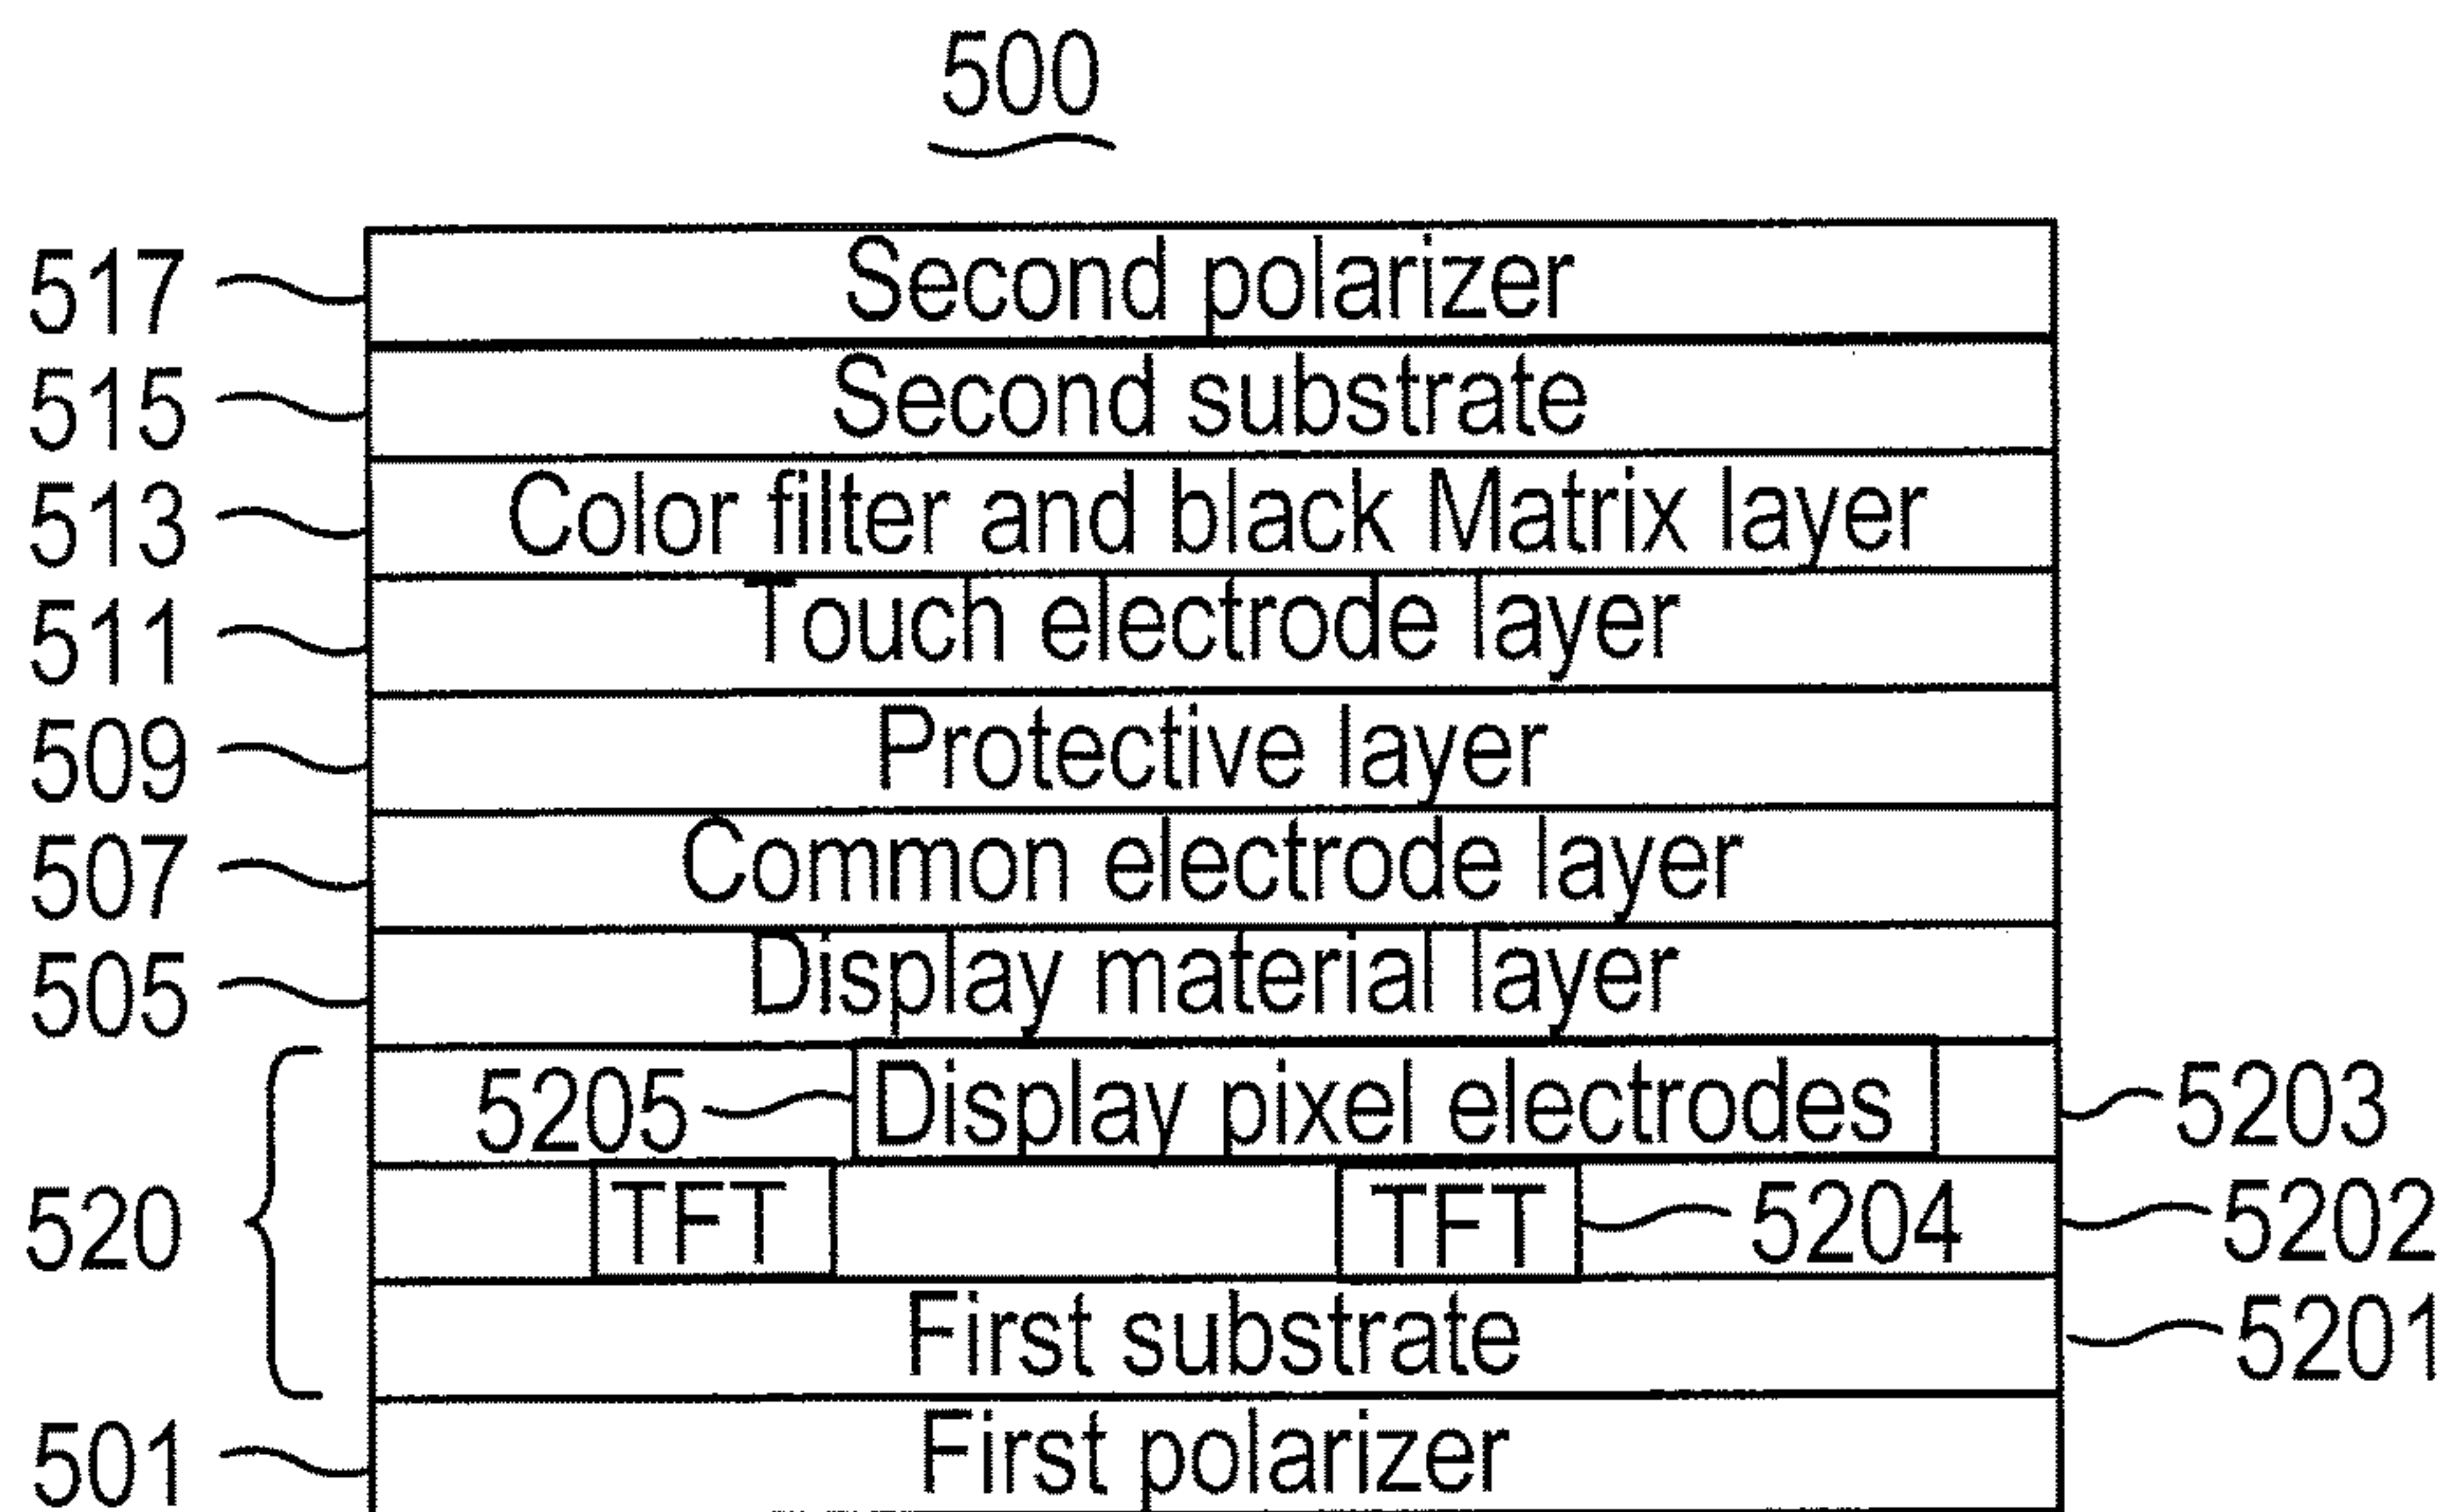 500
517 Second polarizer
515 Second substrate
513 Color filter and black Matrix layer
511 Touch electrode layer
509 Protective layer
507 Common electrode layer
505 Display material layer
5205 Display pixel electrodes 5203
520 TFT TFT 5204 5202
First substrate 5201
501 First polarizer